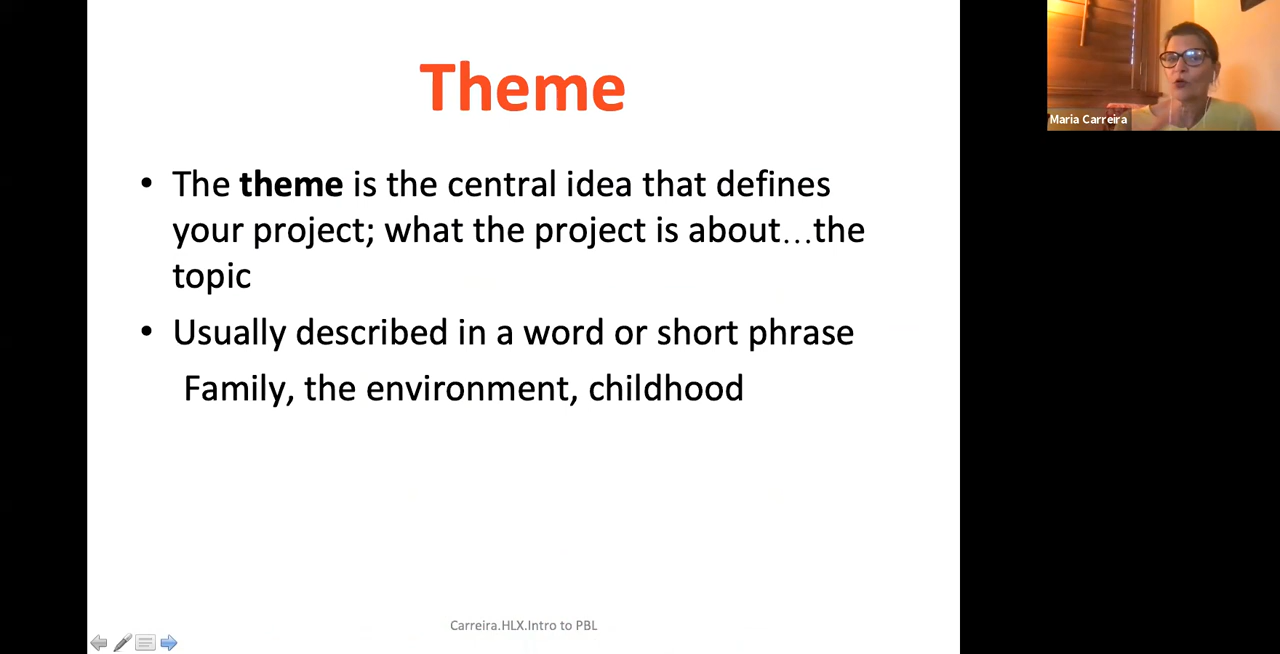 Theme
• The theme is the central idea that defines
your project; what the project is about…the
topic
• Usually described in a word or short phrase
Family, the environment, childhood
Carreira.HLX.Intro to PBL
Maria Carreira